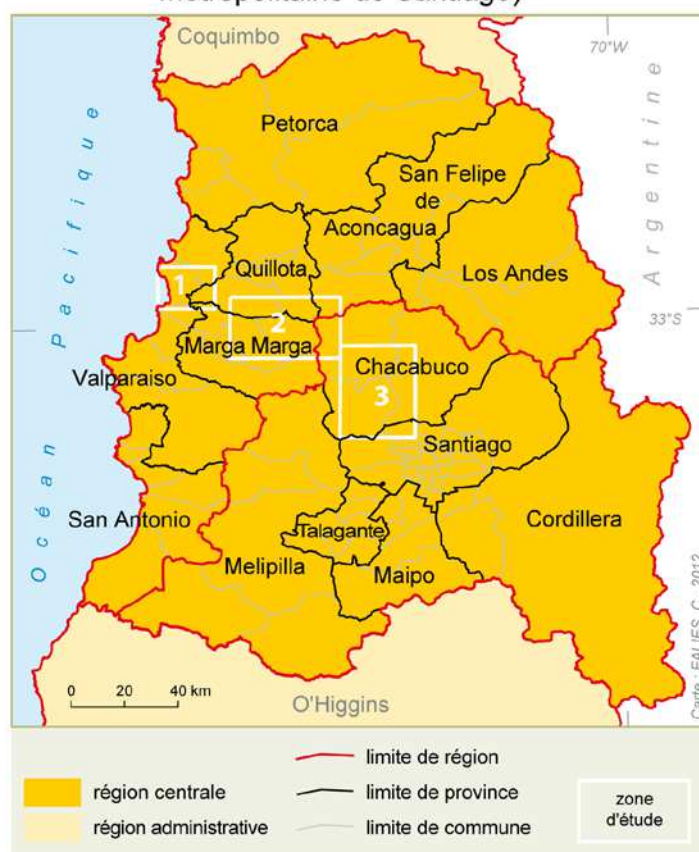 Coquimbo
70°W
Petorca
San Felipe
de
Aconcagua
Argentine
Quillota
Los Andes
1
33°S
2
Marga Marga
Chacabuco
Valparaiso
3
Santiago
Océan Pacifique
San Antonio
Talagante
Cordillera
Melipilla
Maipo
0 20 40 km
O'Higgins
2012
limite de région
région centrale
limite de province
zone
d'étude
région administrative
limite de commune